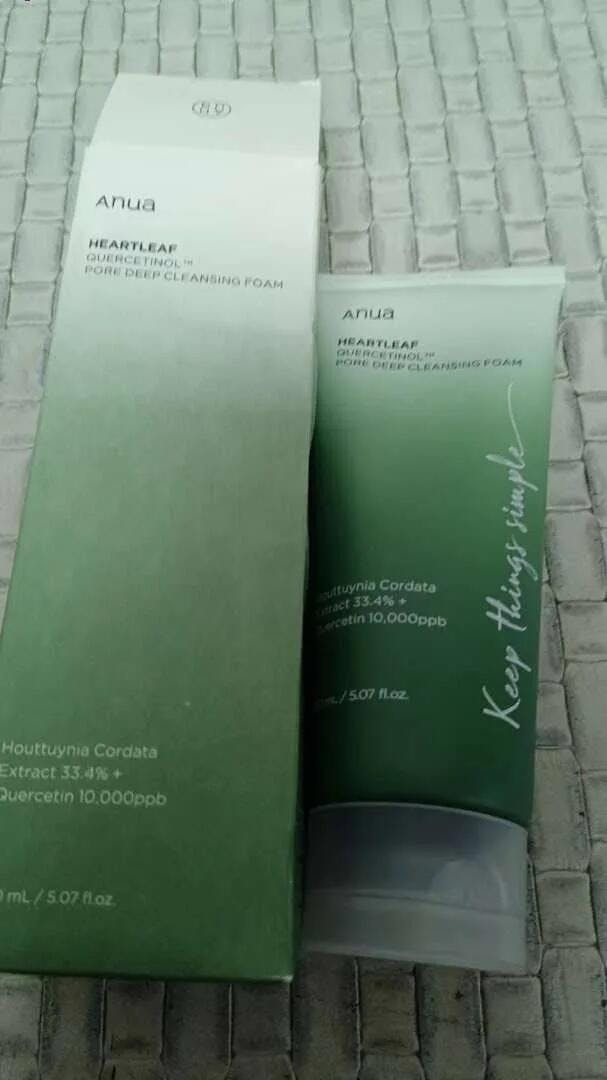 Anua
HEARTLEAF
QUERCETINOL™
PORE DEEP CLEANSING FOAM
Houttuynia Cordata
Extract 33.4% +
Quercetin 10,000ppb
mL / 5.07 fl.oz.
Anua
HEARTLEAF
QUERCETINOL™
PORE DEEP CLEANSING FOAM
Keep things simple
Houttuynia Cordata
Extract 33.4% +
Quercetin 10,000ppb
mL / 5.07 fl.oz.